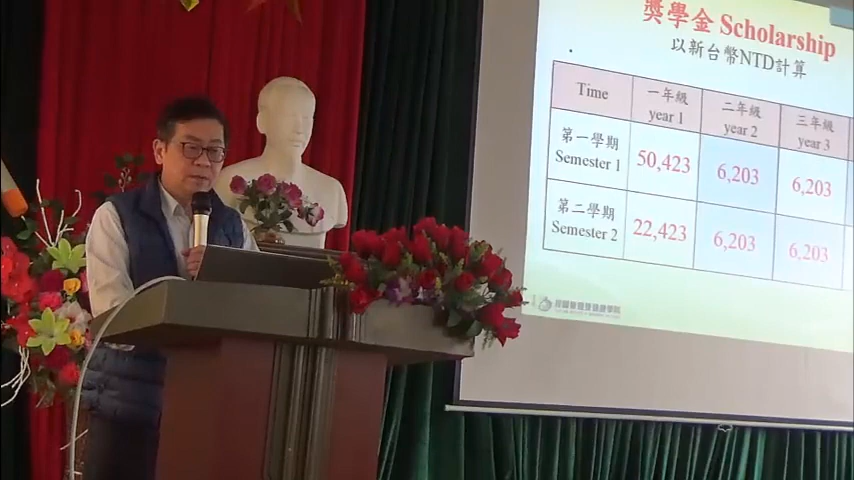 獎學金 Scholarship
以新台幣NTD計算
Time 一年級 二年級 三年級
year 1 year 2 year 3
第一學期 50,423 6,203 6,203
Semester 1
第二學期 22,423 6,203 6,203
Semester 2